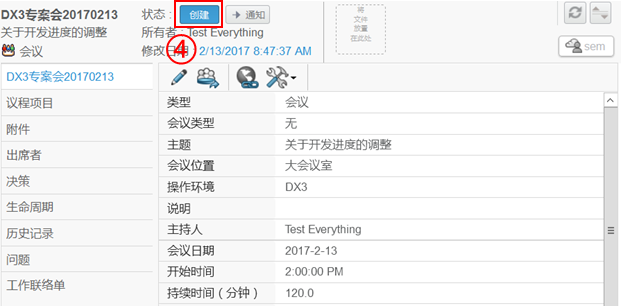 DX3专案会20170213
关于开发进度的调整
会议
状态： 创建 通知
所有者：Test Everything
④
修改日期 2/13/2017 8:47:37 AM
将
文件
放置
在此处
sem
DX3专案会20170213
议程项目
附件
出席者
决策
生命周期
历史记录
问题
工作联络单
类型 会议
会议类型 无
主题 关于开发进度的调整
会议位置 大会议室
操作环境 DX3
说明
主持人 Test Everything
会议日期 2017-2-13
开始时间 2:00:00 PM
持续时间（分钟） 120.0